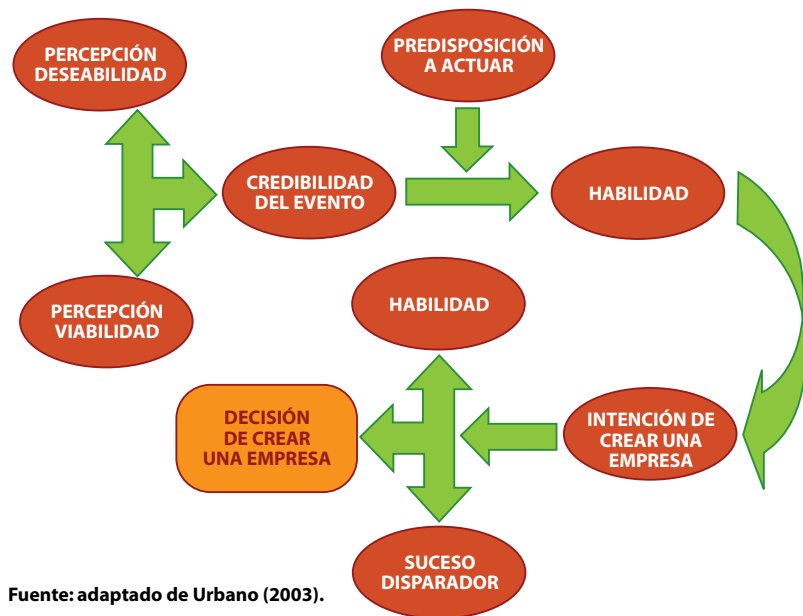 PERCEPCIÓN
DESEABILIDAD
PREDISPOSICIÓN
A ACTUAR
CREDIBILIDAD
DEL EVENTO
HABILIDAD
PERCEPCIÓN
VIABILIDAD
HABILIDAD
DECISIÓN
DE CREAR
UNA EMPRESA
INTENCIÓN DE
CREAR UNA
EMPRESA
SUCESO
DISPARADOR
Fuente: adaptado de Urbano (2003).